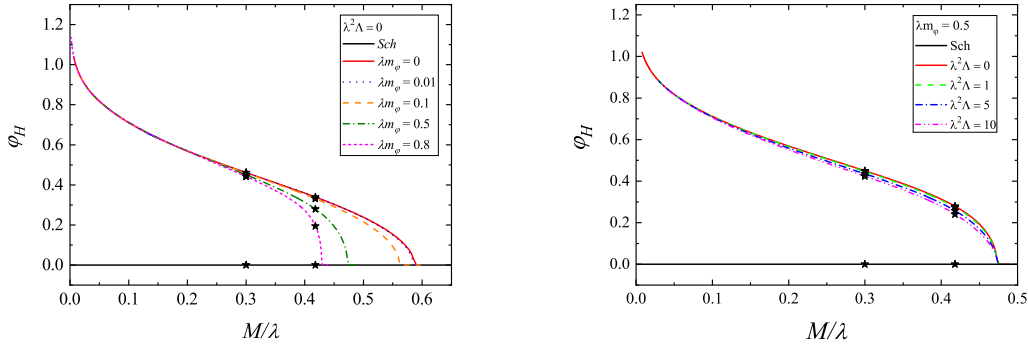 λ²Λ = 0
Sch
λm_φ = 0
λm_φ = 0.01
λm_φ = 0.1
λm_φ = 0.5
λm_φ = 0.8
φ_H
1.2
1.0
0.8
0.6
0.4
0.2
0.0
0.0 0.1 0.2 0.3 0.4 0.5 0.6
M/λ
λm_φ = 0.5
Sch
λ²Λ = 0
λ²Λ = 1
λ²Λ = 5
λ²Λ = 10
φ_H
1.2
1.0
0.8
0.6
0.4
0.2
0.0
0.0 0.1 0.2 0.3 0.4 0.5
M/λ